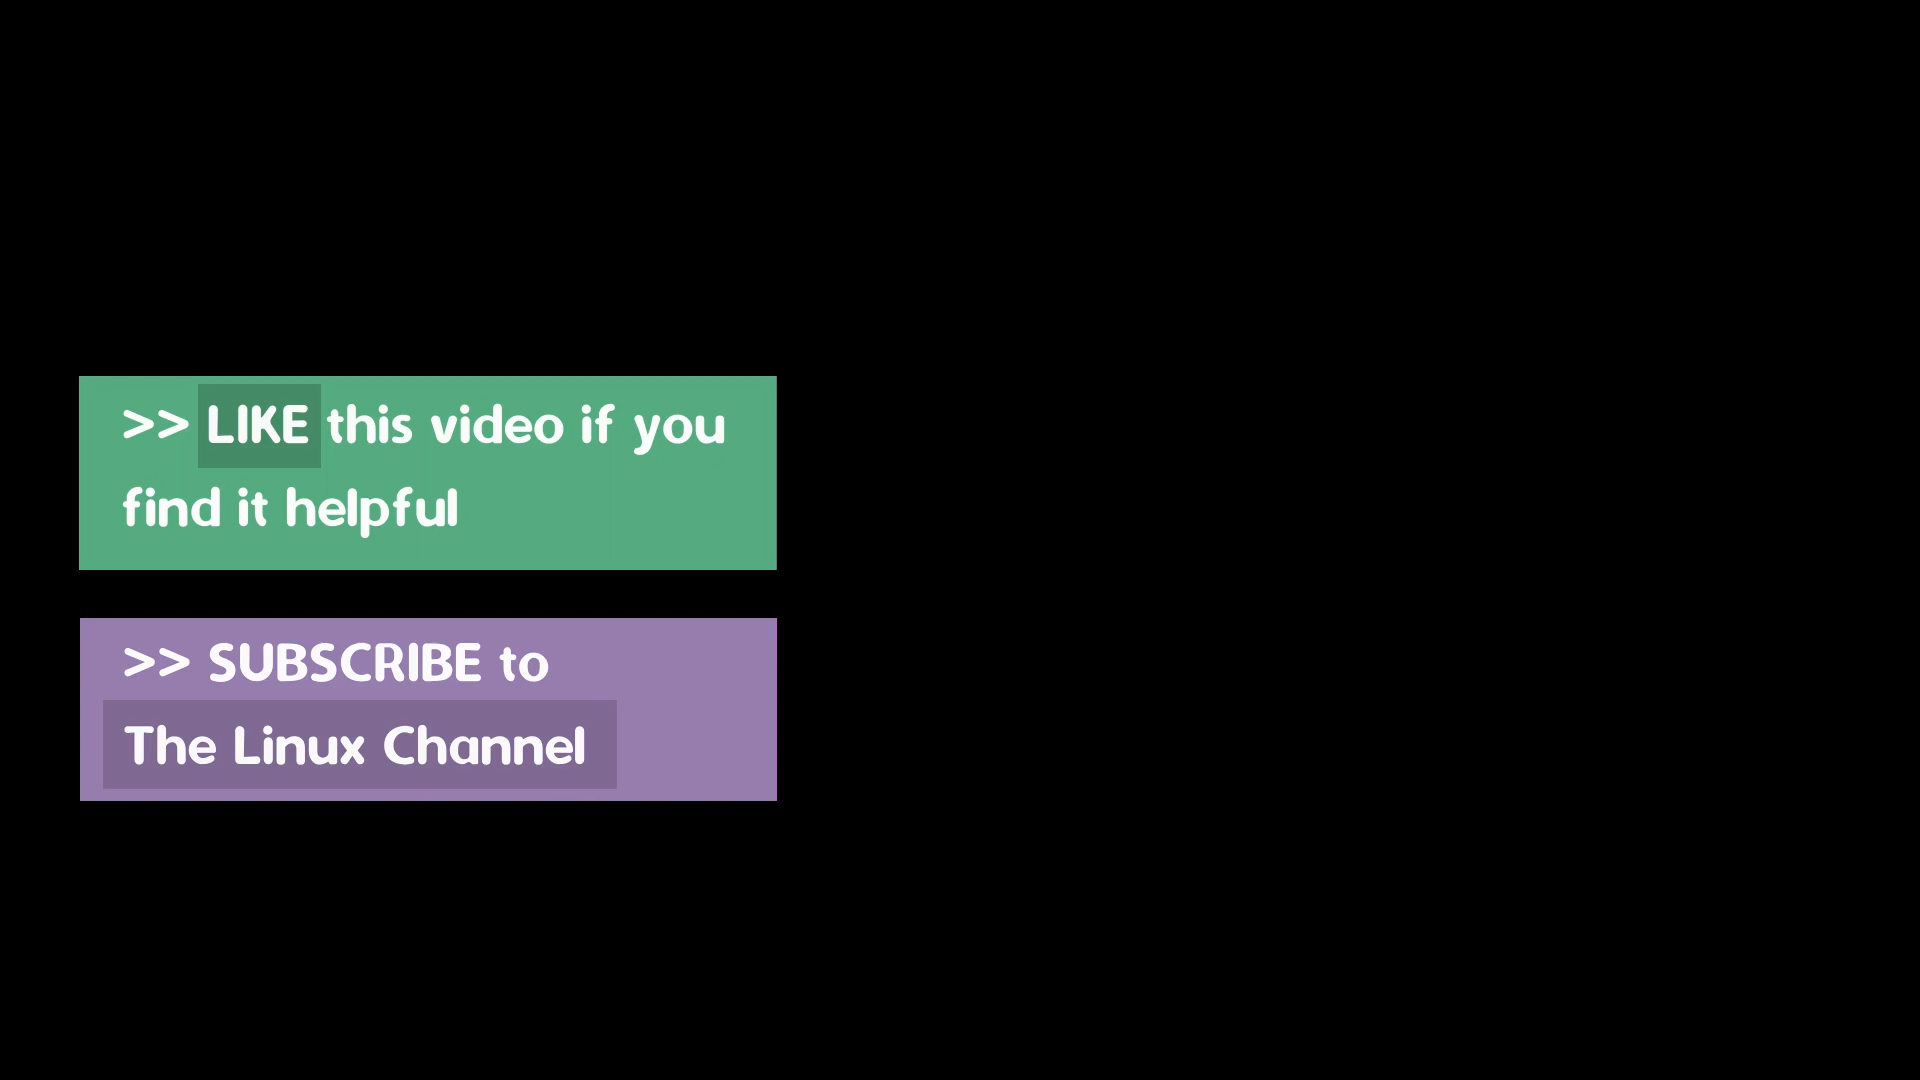 >> LIKE this video if you
find it helpful
>> SUBSCRIBE to
The Linux Channel